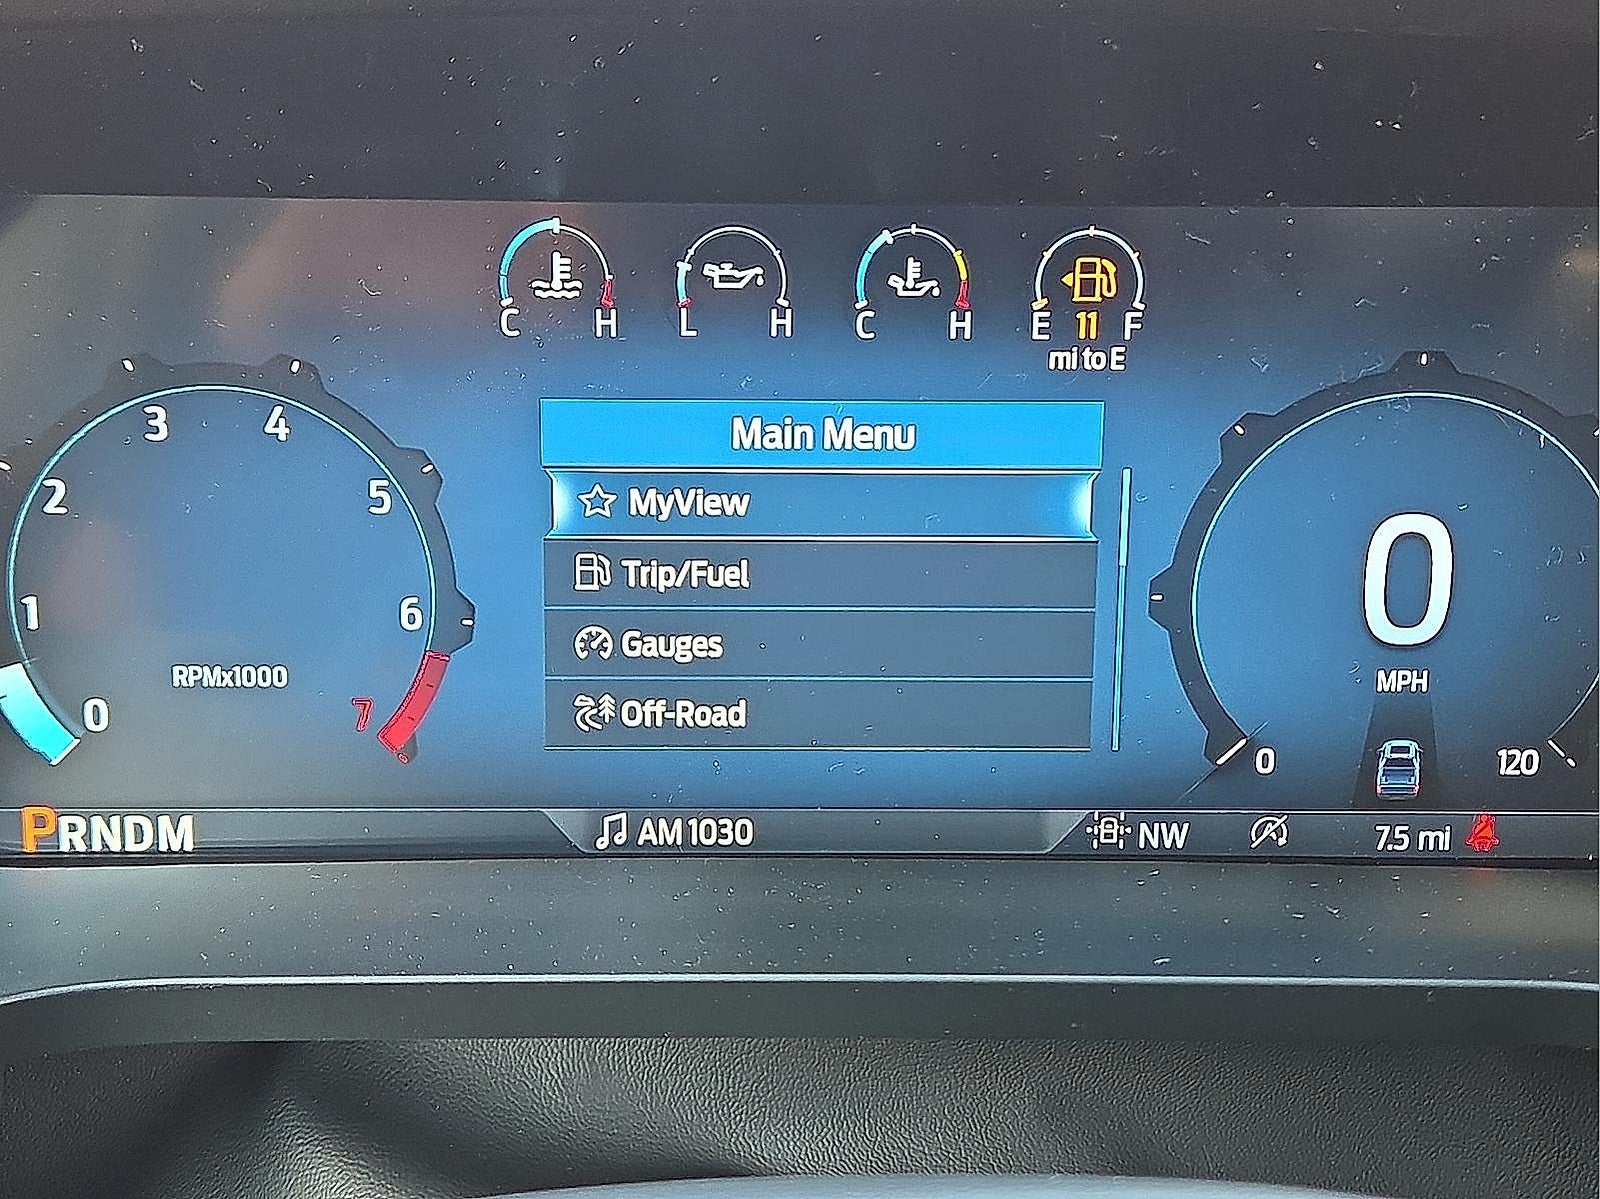 C H
L H
C H
E 11 F
mi to E
3 4
2 5
1 6
0 7
RPMx1000
Main Menu
MyView
Trip/Fuel
Gauges
Off-Road
0
MPH
0 120
PRNDM
AM 1030
NW
7.5 mi